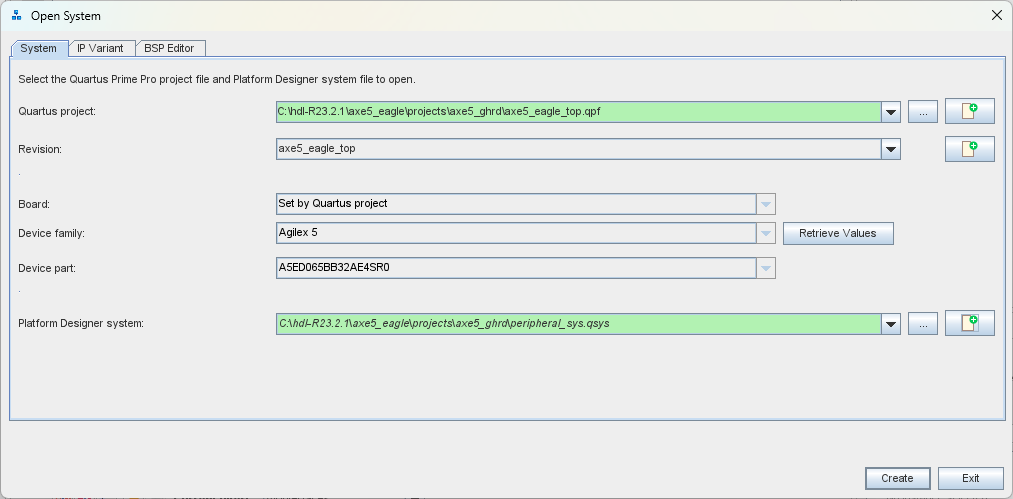 Open System
System IP Variant BSP Editor
Select the Quartus Prime Pro project file and Platform Designer system file to open.
Quartus project: C:\hdl-R23.2.1\axe5_eagle\projects\axe5_ghrd\axe5_eagle_top.qpf ...
Revision: axe5_eagle_top
.
Board: Set by Quartus project
Device family: Agilex 5 Retrieve Values
Device part: A5ED065BB32AE4SR0
.
Platform Designer system: C:\hdl-R23.2.1\axe5_eagle\projects\axe5_ghrd\peripheral_sys.qsys ...
Create Exit